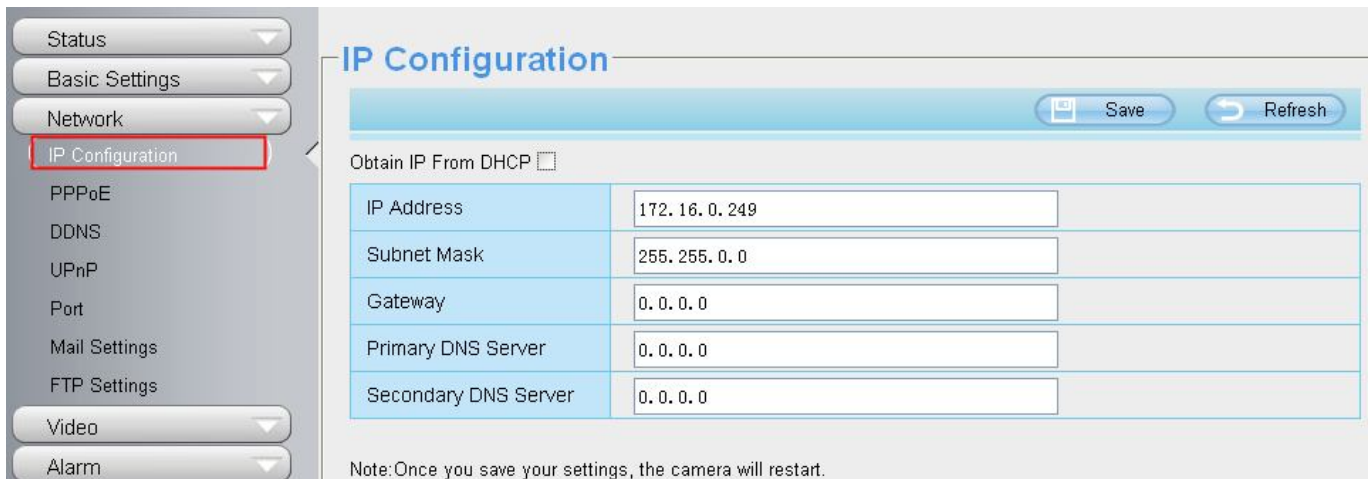 Status
Basic Settings
Network
IP Configuration
PPPoE
DDNS
UPnP
Port
Mail Settings
FTP Settings
Video
Alarm
IP Configuration
Save Refresh
Obtain IP From DHCP
IP Address 172.16.0.249
Subnet Mask 255.255.0.0
Gateway 0.0.0.0
Primary DNS Server 0.0.0.0
Secondary DNS Server 0.0.0.0
Note:Once you save your settings, the camera will restart.